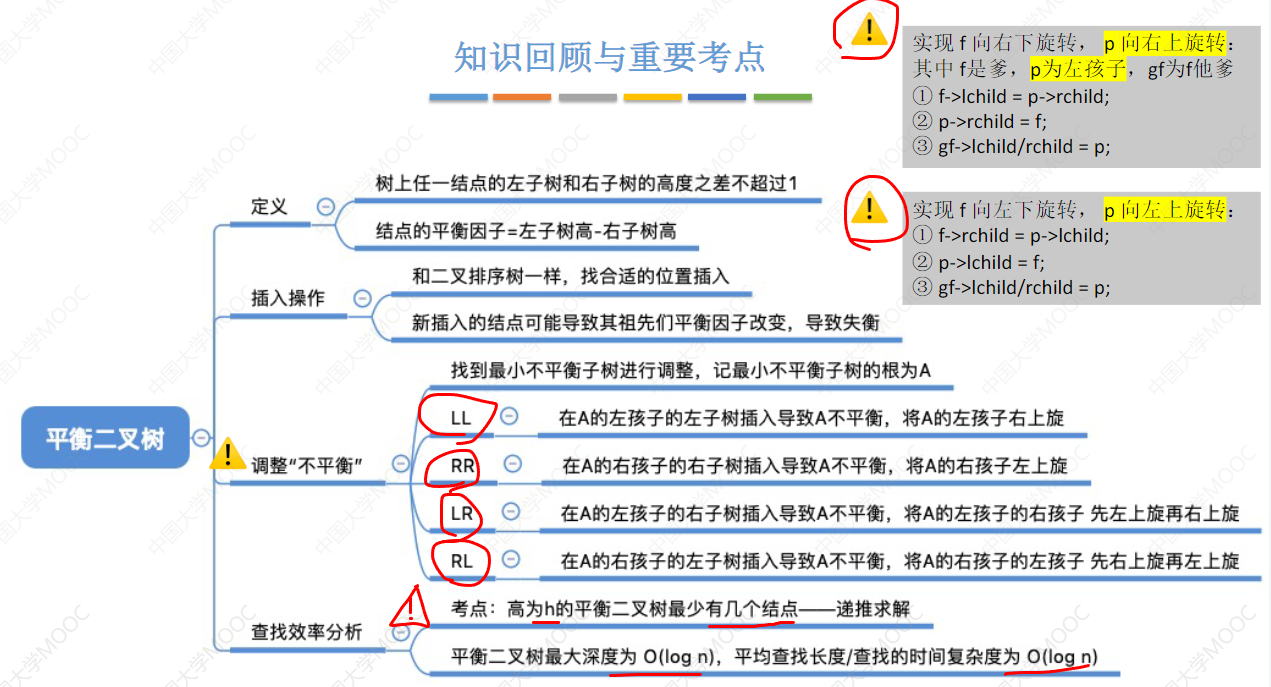 知识回顾与重要考点
实现 f 向右下旋转， p 向右上旋转：
其中 f是爹，p为左孩子，gf为f他爹
① f->lchild = p->rchild;
② p->rchild = f;
③ gf->lchild/rchild = p;
实现 f 向左下旋转， p 向左上旋转：
① f->rchild = p->lchild;
② p->lchild = f;
③ gf->lchild/rchild = p;
平衡二叉树
定义
树上任一结点的左子树和右子树的高度之差不超过1
结点的平衡因子=左子树高-右子树高
插入操作
和二叉排序树一样，找合适的位置插入
新插入的结点可能导致其祖先们平衡因子改变，导致失衡
调整“不平衡”
找到最小不平衡子树进行调整，记最小不平衡子树的根为A
LL
在A的左孩子的左子树插入导致A不平衡，将A的左孩子右上旋
RR
在A的右孩子的右子树插入导致A不平衡，将A的右孩子左上旋
LR
在A的左孩子的右子树插入导致A不平衡，将A的左孩子的右孩子 先左上旋再右上旋
RL
在A的右孩子的左子树插入导致A不平衡，将A的右孩子的左孩子 先右上旋再左上旋
查找效率分析
考点：高为h的平衡二叉树最少有几个结点——递推求解
平衡二叉树最大深度为 O(log n)，平均查找长度/查找的时间复杂度为 O(log n)
中国大学MOOC